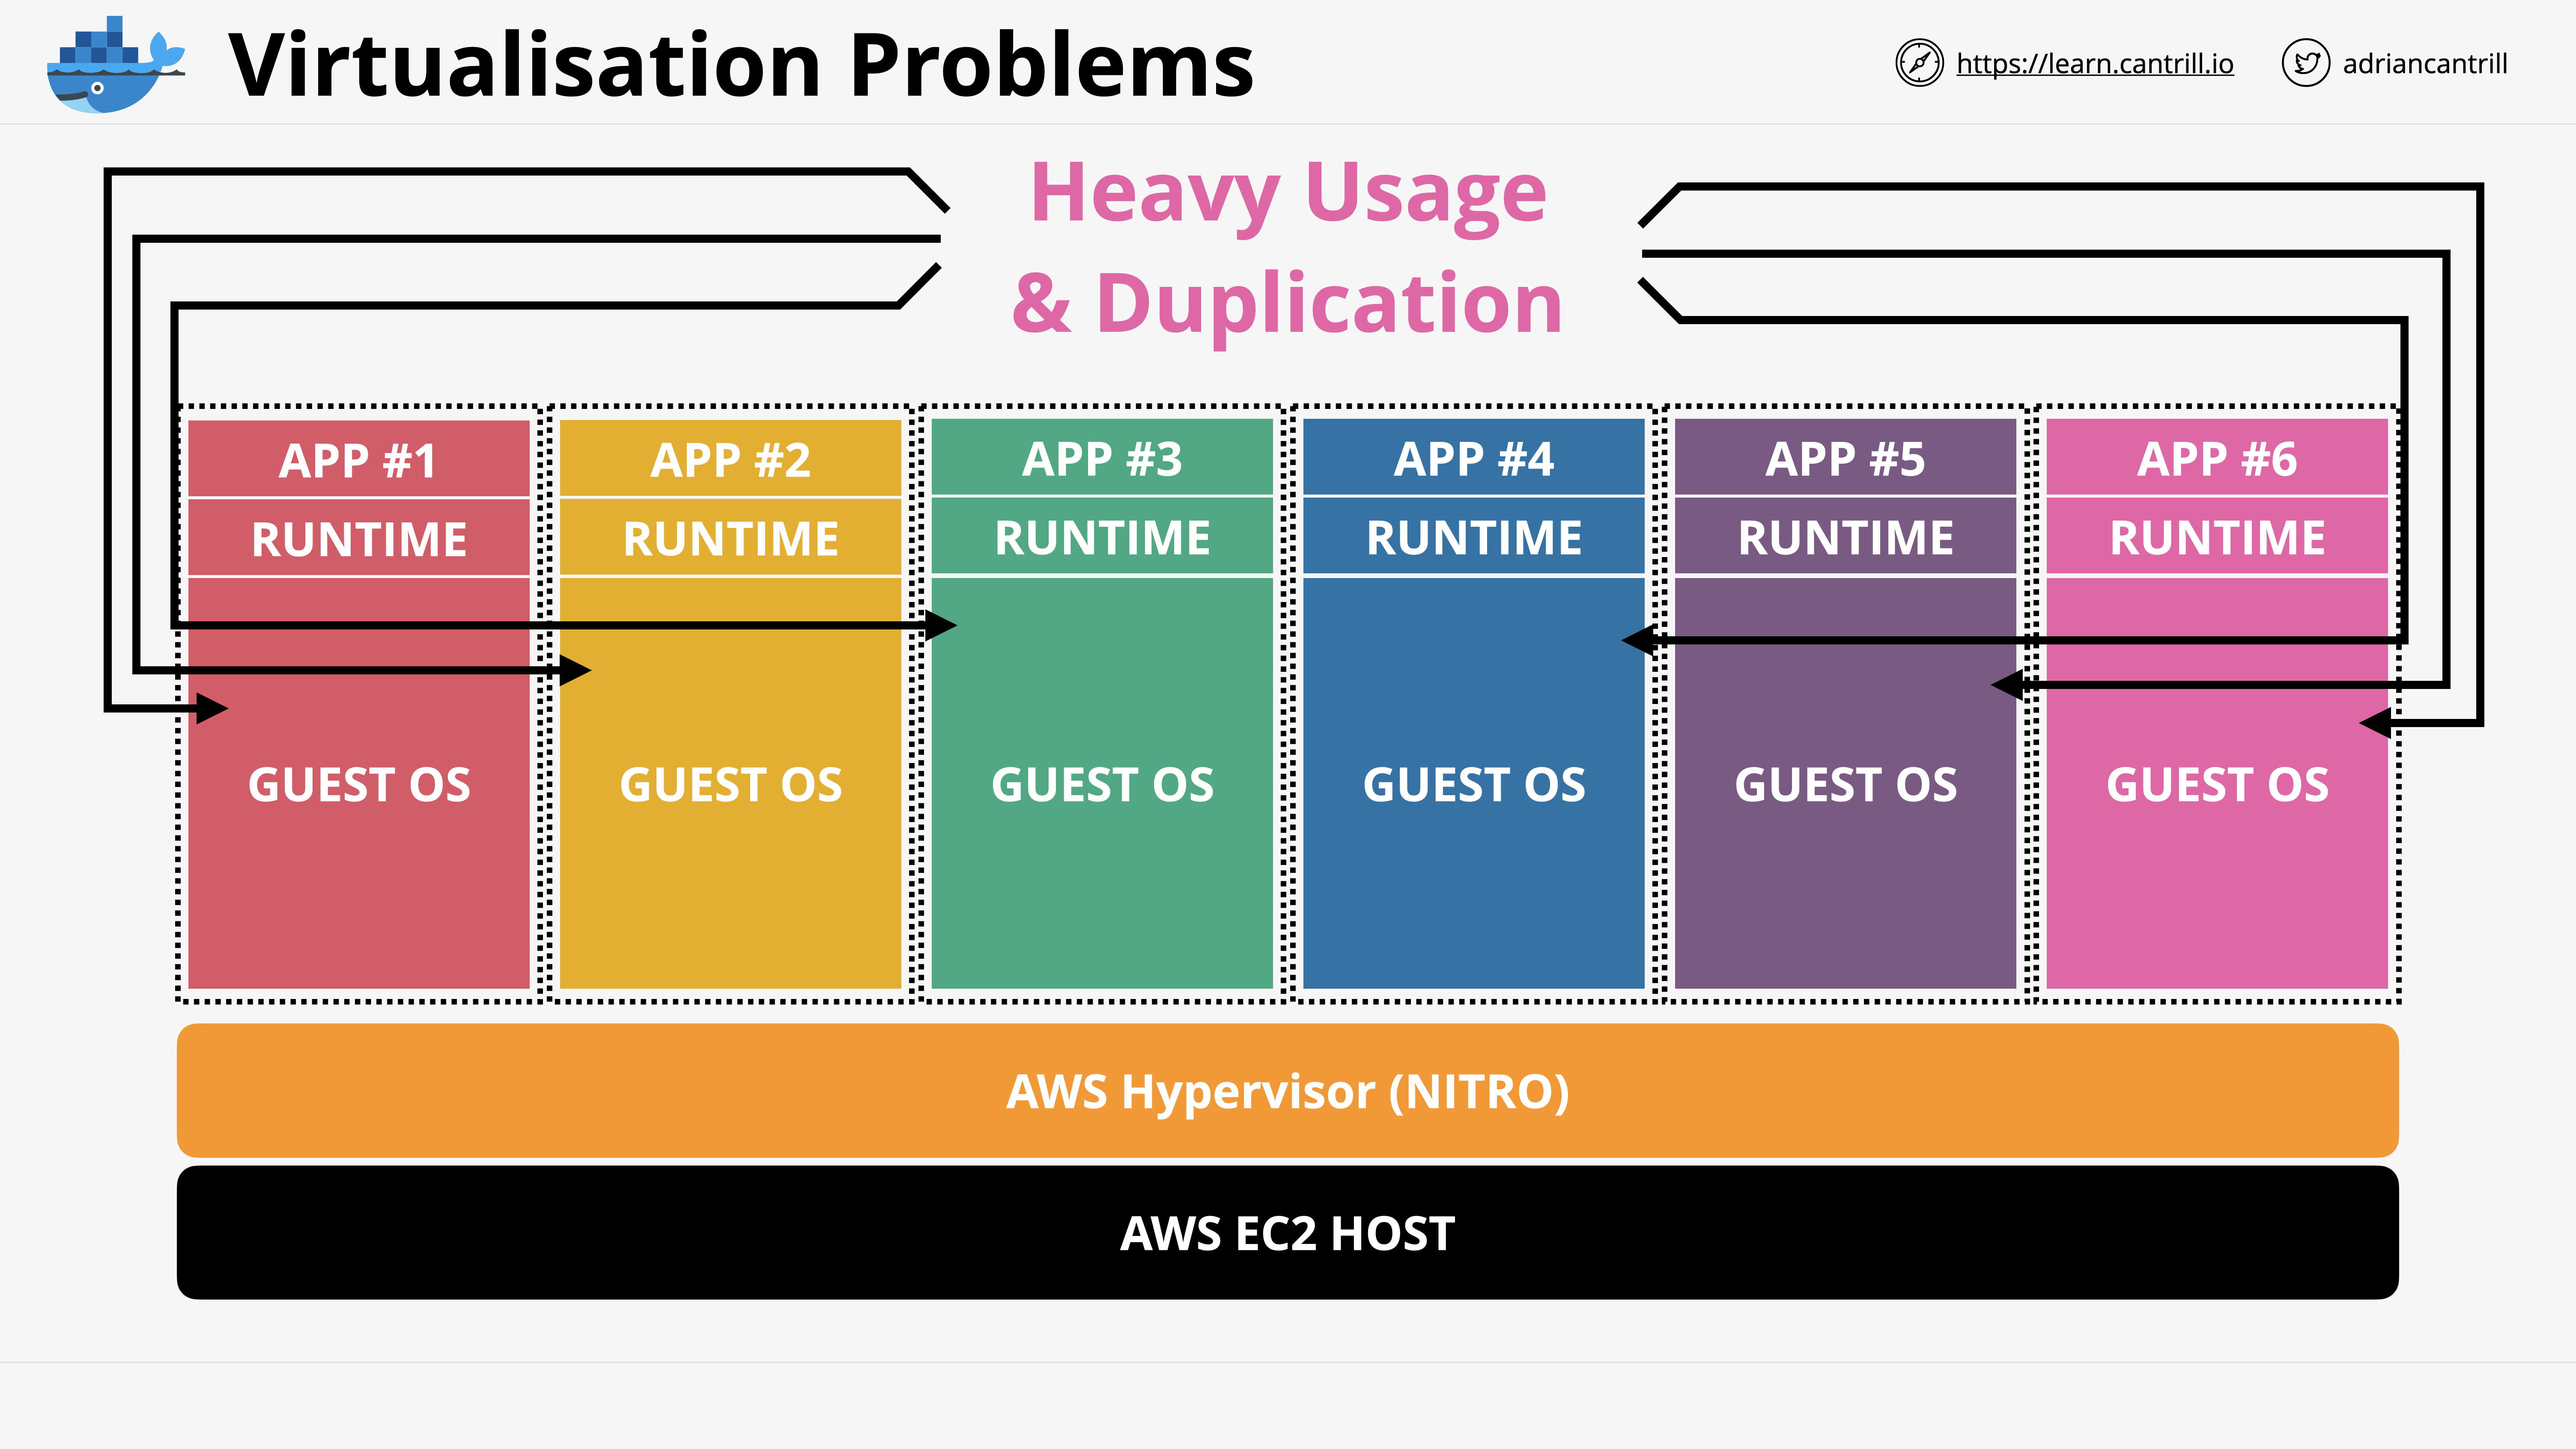 Virtualisation Problems
https://learn.cantrill.io
adriancantrill
Heavy Usage
& Duplication
APP #1
RUNTIME
GUEST OS
APP #2
RUNTIME
GUEST OS
APP #3
RUNTIME
GUEST OS
APP #4
RUNTIME
GUEST OS
APP #5
RUNTIME
GUEST OS
APP #6
RUNTIME
GUEST OS
AWS Hypervisor (NITRO)
AWS EC2 HOST